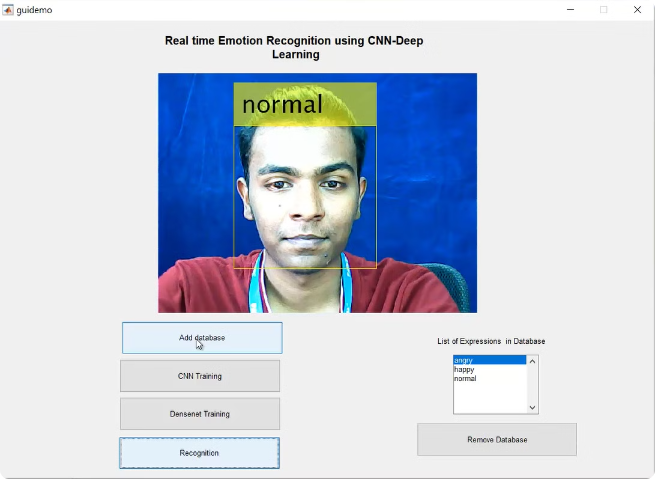 guidemo
Real time Emotion Recognition using CNN-Deep
Learning
normal
Add database
CNN Training
Densenet Training
Recognition
List of Expressions in Database
angry
happy
normal
Remove Database